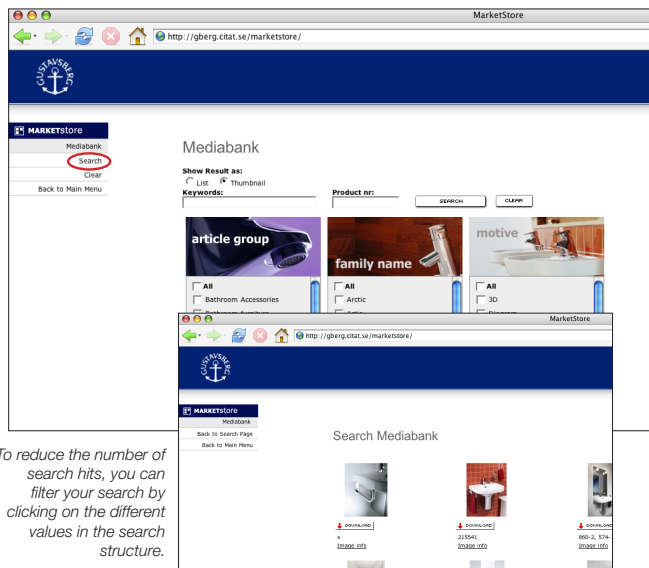 MarketStore
http://gberg.citat.se/marketstore/
GUSTAVSBERG
MARKETstore
Mediabank
Search
Clear
Back to Main Menu
Mediabank
Show Result as:
List Thumbnail
Keywords: Product nr:
SEARCH CLEAR
article group
family name
motive
All
Bathroom Accessories
All
Arctic
All
3D
MarketStore
http://gberg.citat.se/marketstore/
GUSTAVSBERG
MARKETstore
Mediabank
Back to Search Page
Back to Main Menu
Search Mediabank
DOWNLOAD
x
Image info
DOWNLOAD
215541
Image info
DOWNLOAD
860-2, 574-
Image info
To reduce the number of
search hits, you can
filter your search by
clicking on the different
values in the search
structure.